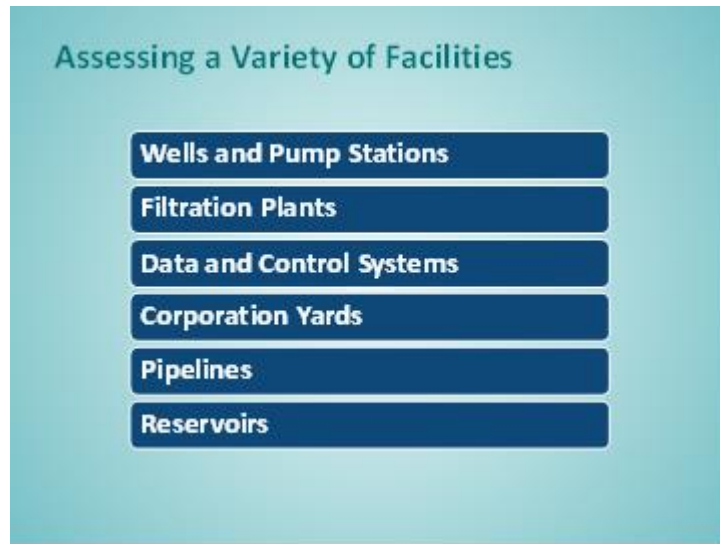 Assessing a Variety of Facilities
Wells and Pump Stations
Filtration Plants
Data and Control Systems
Corporation Yards
Pipelines
Reservoirs